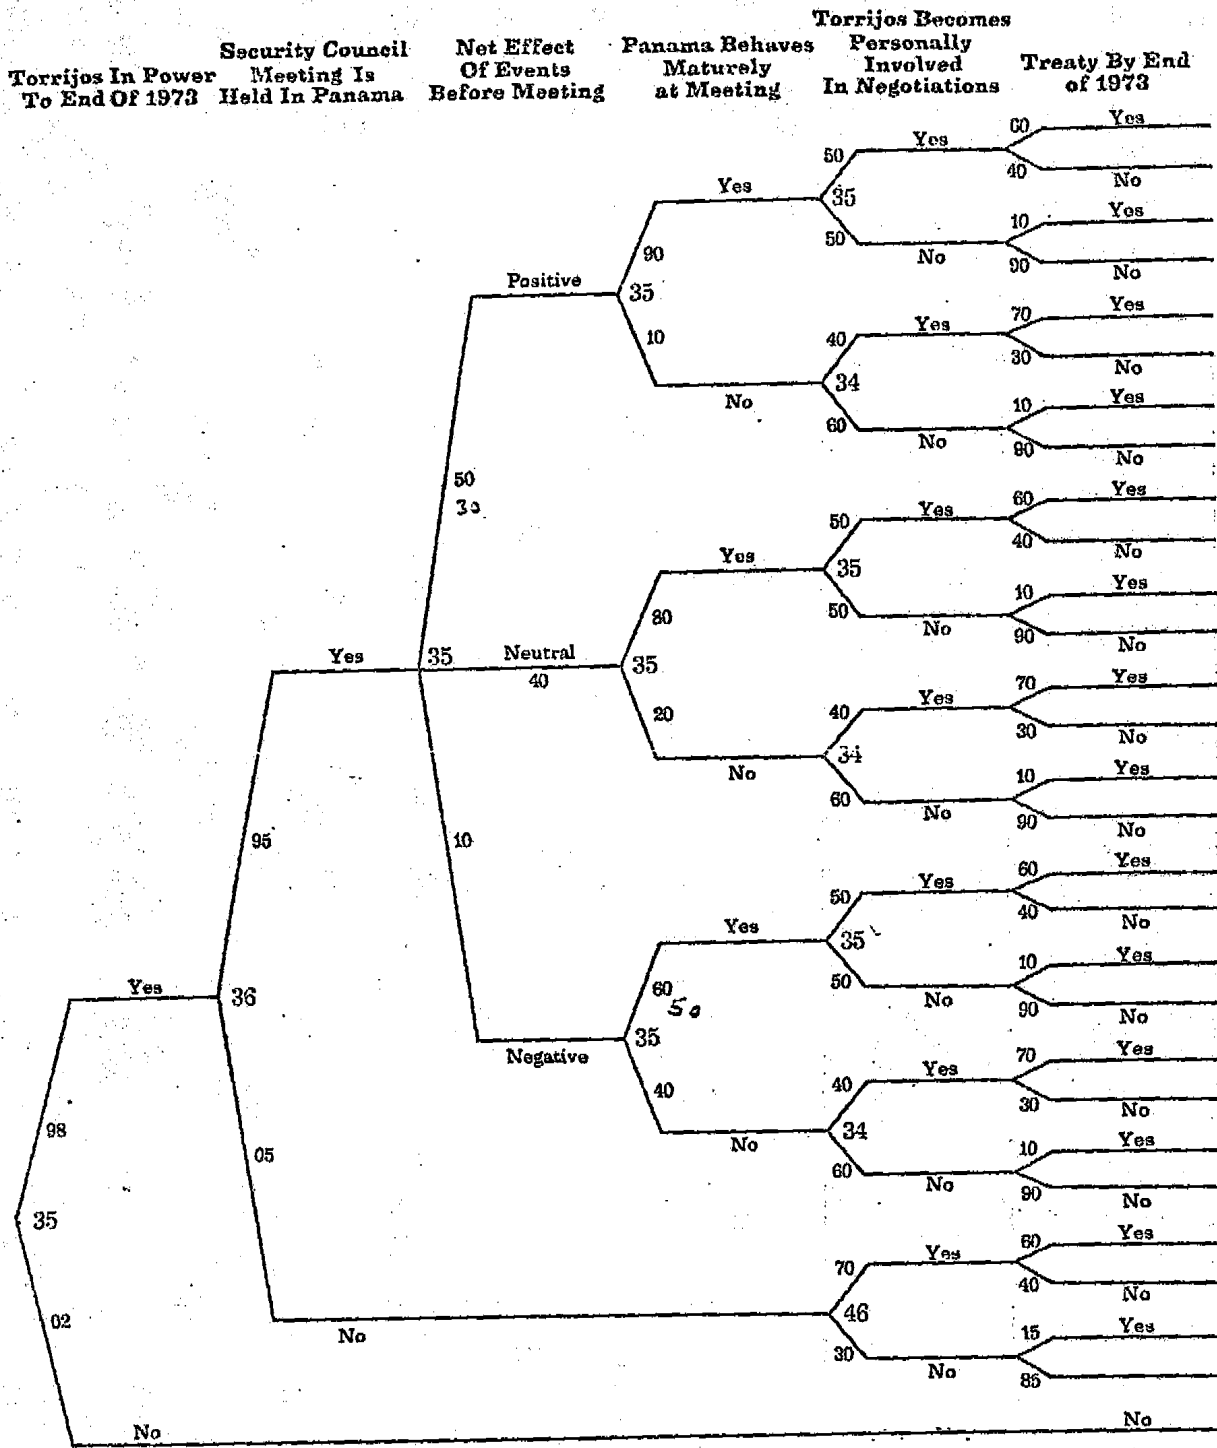 Torrijos In Power
To End Of 1973
Security Council
Meeting Is
Held In Panama
Net Effect
Of Events
Before Meeting
Panama Behaves
Maturely
at Meeting
Torrijos Becomes
Personally
Involved
In Negotiations
Treaty By End
of 1973
60 Yes
50 Yes
40 No
Yes 35
10 Yes
50 No
90 No
90
Positive 35
70 Yes
10 40 Yes
30 No
No 34
10 Yes
60 No
90 No
50
30
60 Yes
50 Yes
40 No
Yes 35
10 Yes
80 50 No
90 No
Yes 35 Neutral 35
40
70 Yes
20 40 Yes
30 No
No 34
10 Yes
60 No
90 No
95 10
60 Yes
50 Yes
40 No
Yes 35
10 Yes
60 50 No
50 90 No
Yes 36
Negative 35
70 Yes
40 40 Yes
30 No
98 No 34
05 10 Yes
60 No
90 No
35
60 Yes
70 Yes
40 No
02 No 46
15 Yes
30 No
85
No No